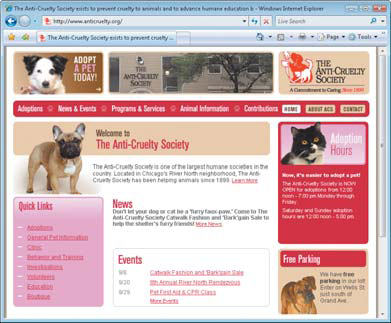 The Anti-Cruelty Society exists to prevent cruelty to animals and to advance humane education b - Windows Internet Explorer
http://www.anticruelty.org/
Live Search
The Anti-Cruelty Society exists to prevent cruelty ...
Page
Tools
ADOPT
A PET
TODAY!
THE
ANTI-CRUELTY
SOCIETY
THE
ANTI-CRUELTY
SOCIETY
A Commitment to Caring Since 1899
Adoptions
News & Events
Programs & Services
Animal Information
Contributions
HOME
ABOUT ACS
CONTACT
Welcome to
The Anti-Cruelty Society
The Anti-Cruelty Society is one of the largest humane societies in the
country. Located in Chicago's River North neighborhood, The Anti-
Cruelty Society has been helping animals since 1899. Learn More
Adoption
Hours
Now, it's easier to adopt a pet!
The Anti-Cruelty Society is NOW
OPEN for adoptions from 12:00
noon - 7:00 pm Monday through
Friday.
Saturday and Sunday adoption
hours are 12:00 noon - 5:00 pm.
Quick Links
Adoptions
General Pet Information
Clinic
Behavior and Training
Investigations
Volunteers
Education
Boutique
News
Don't let your dog or cat be a 'furry faux-paw.' Come to The
Anti-Cruelty Society Catwalk Fashion and 'Bark'gain Sale to
help the shelter's furry friends! More News
Events
9/8 Catwalk Fashion and 'Bark'gain Sale
9/20 8th Annual River North Rendezvous
9/29 Pet First Aid & CPR Class
More Events
Free Parking
We have free
parking in our lot!
Enter on Wells St.
just south of
Grand Ave.